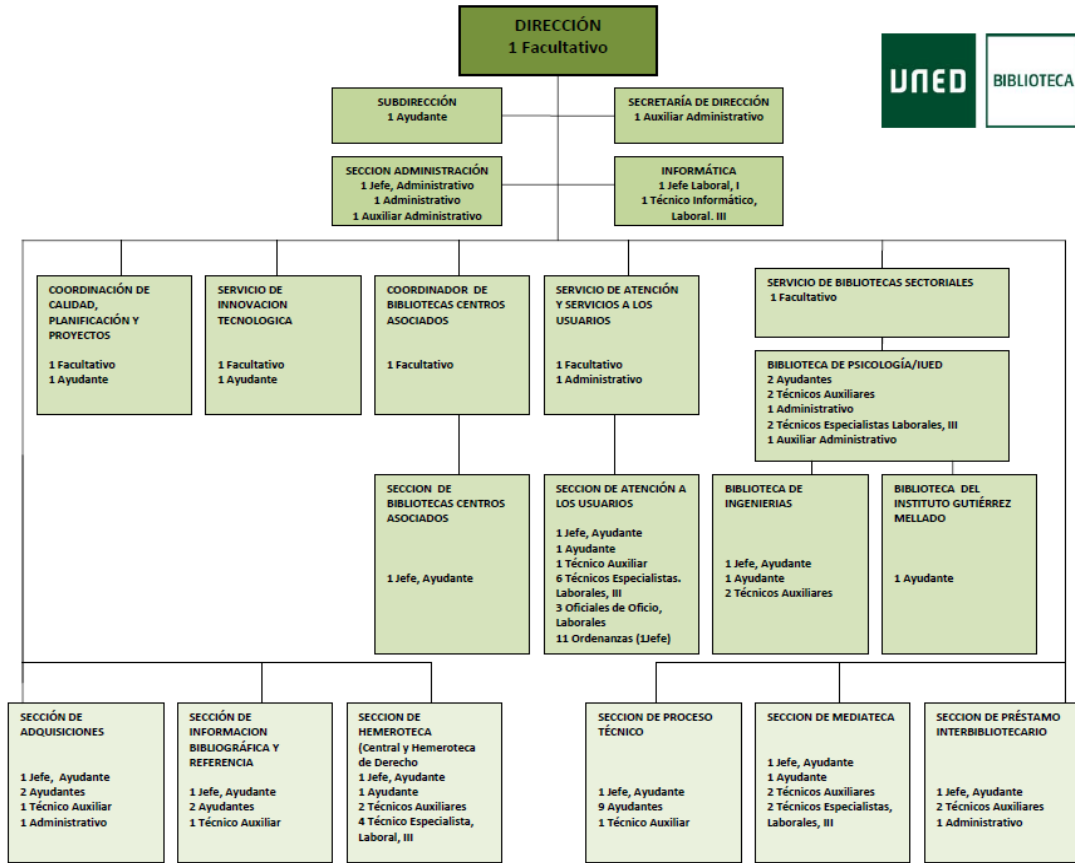 DIRECCIÓN
1 Facultativo
UNED
BIBLIOTECA
SUBDIRECCIÓN
1 Ayudante
SECRETARÍA DE DIRECCIÓN
1 Auxiliar Administrativo
SECCION ADMINISTRACIÓN
1 Jefe, Administrativo
1 Administrativo
1 Auxiliar Administrativo
INFORMÁTICA
1 Jefe Laboral, I
1 Técnico Informático,
Laboral. III
COORDINACIÓN DE
CALIDAD,
PLANIFICACIÓN Y
PROYECTOS
1 Facultativo
1 Ayudante
SERVICIO DE
INNOVACION
TECNOLOGICA
1 Facultativo
1 Ayudante
COORDINADOR DE
BIBLIOTECAS CENTROS
ASOCIADOS
1 Facultativo
SERVICIO DE ATENCIÓN
Y SERVICIOS A LOS
USUARIOS
1 Facultativo
1 Administrativo
SERVICIO DE BIBLIOTECAS SECTORIALES
1 Facultativo
BIBLIOTECA DE PSICOLOGÍA/IUED
2 Ayudantes
2 Técnicos Auxiliares
1 Administrativo
2 Técnicos Especialistas Laborales, III
1 Auxiliar Administrativo
SECCION DE
BIBLIOTECAS CENTROS
ASOCIADOS
1 Jefe, Ayudante
SECCION DE ATENCIÓN A
LOS USUARIOS
1 Jefe, Ayudante
1 Ayudante
1 Técnico Auxiliar
6 Técnicos Especialistas.
Laborales, III
3 Oficiales de Oficio,
Laborales
11 Ordenanzas (1Jefe)
BIBLIOTECA DE
INGENIERIAS
1 Jefe, Ayudante
1 Ayudante
2 Técnicos Auxiliares
BIBLIOTECA DEL
INSTITUTO GUTIÉRREZ
MELLADO
1 Ayudante
SECCIÓN DE
ADQUISICIONES
1 Jefe, Ayudante
2 Ayudantes
1 Técnico Auxiliar
1 Administrativo
SECCIÓN DE
INFORMACION
BIBLIOGRÁFICA Y
REFERENCIA
1 Jefe, Ayudante
2 Ayudantes
1 Técnico Auxiliar
SECCION DE
HEMEROTECA
(Central y Hemeroteca
de Derecho
1 Jefe, Ayudante
1 Ayudante
2 Técnicos Auxiliares
4 Técnico Especialista,
Laboral, III
SECCION DE PROCESO
TÉCNICO
1 Jefe, Ayudante
9 Ayudantes
1 Técnico Auxiliar
SECCION DE MEDIATECA
1 Jefe, Ayudante
1 Ayudante
2 Técnicos Auxiliares
2 Técnicos Especialistas,
Laborales, III
SECCION DE PRÉSTAMO
INTERBIBLIOTECARIO
1 Jefe, Ayudante
2 Técnicos Auxiliares
1 Administrativo